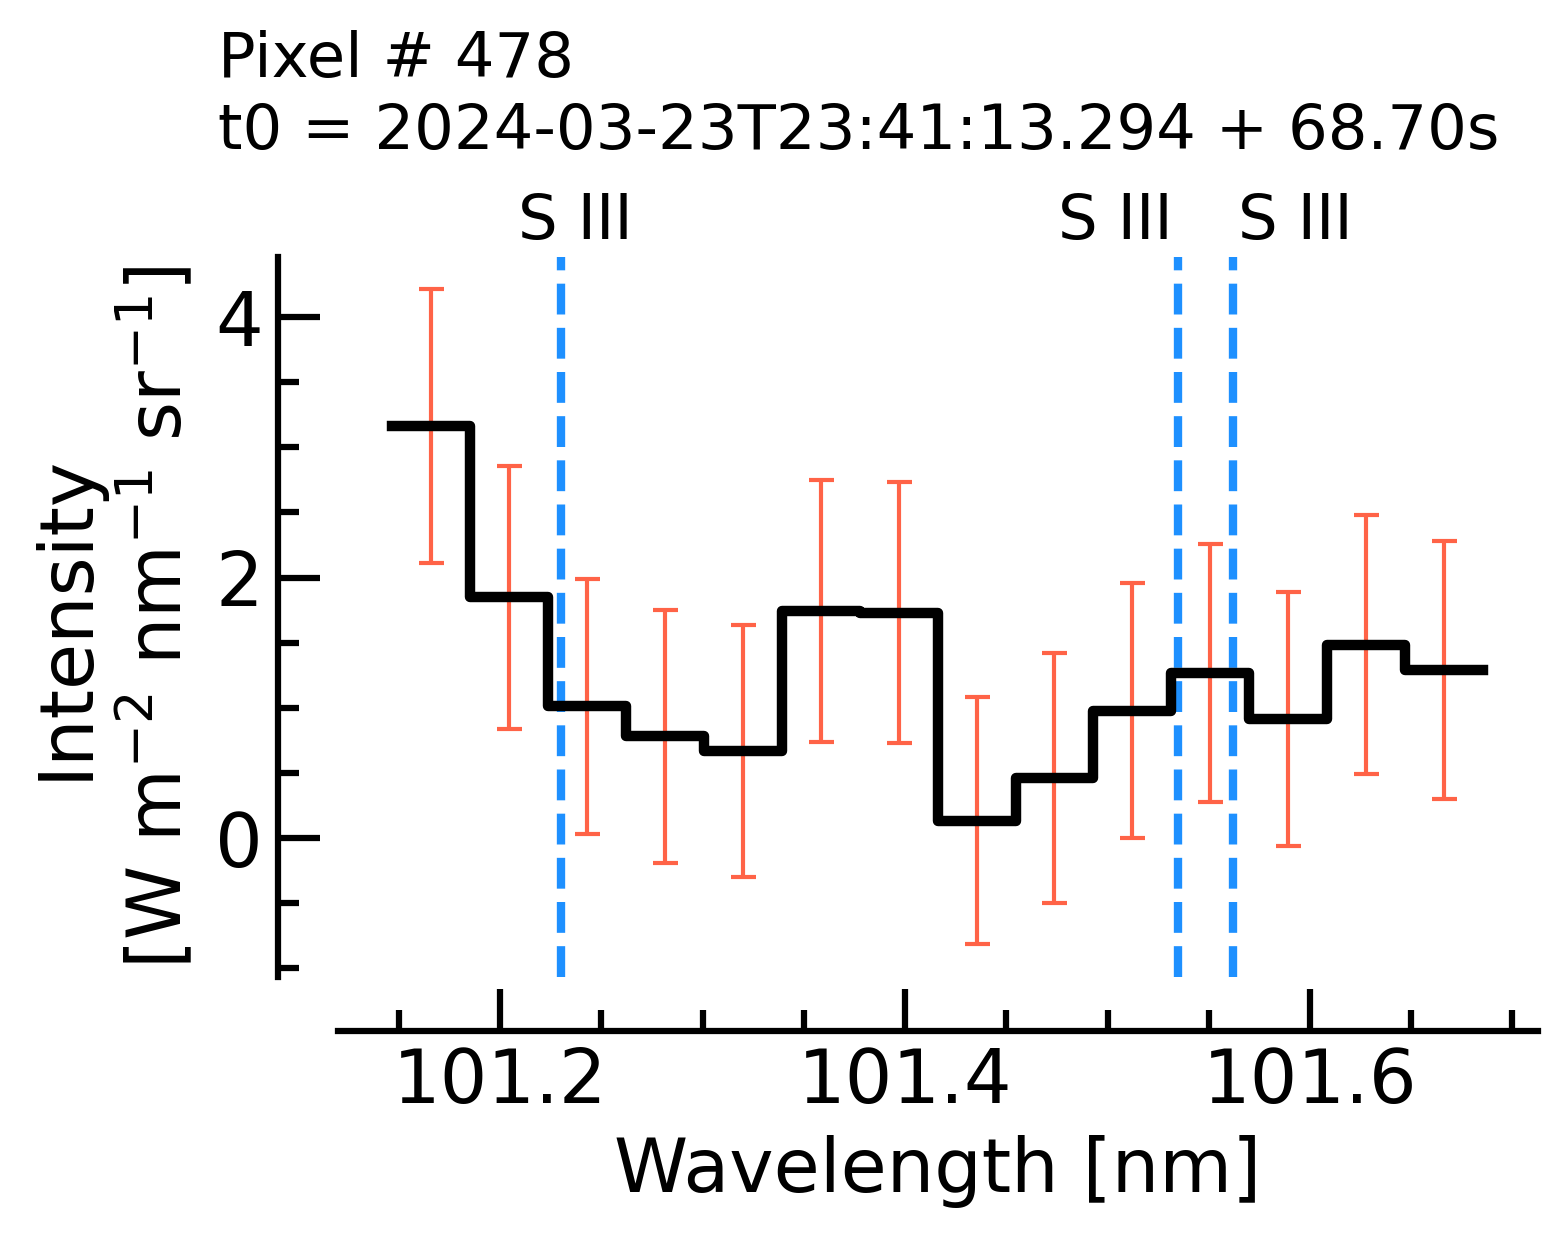 Pixel # 478
t0 = 2024-03-23T23:41:13.294 + 68.70s
S III S III S III
Intensity
[W m⁻² nm⁻¹ sr⁻¹]
4
2
0
101.2 101.4 101.6
Wavelength [nm]